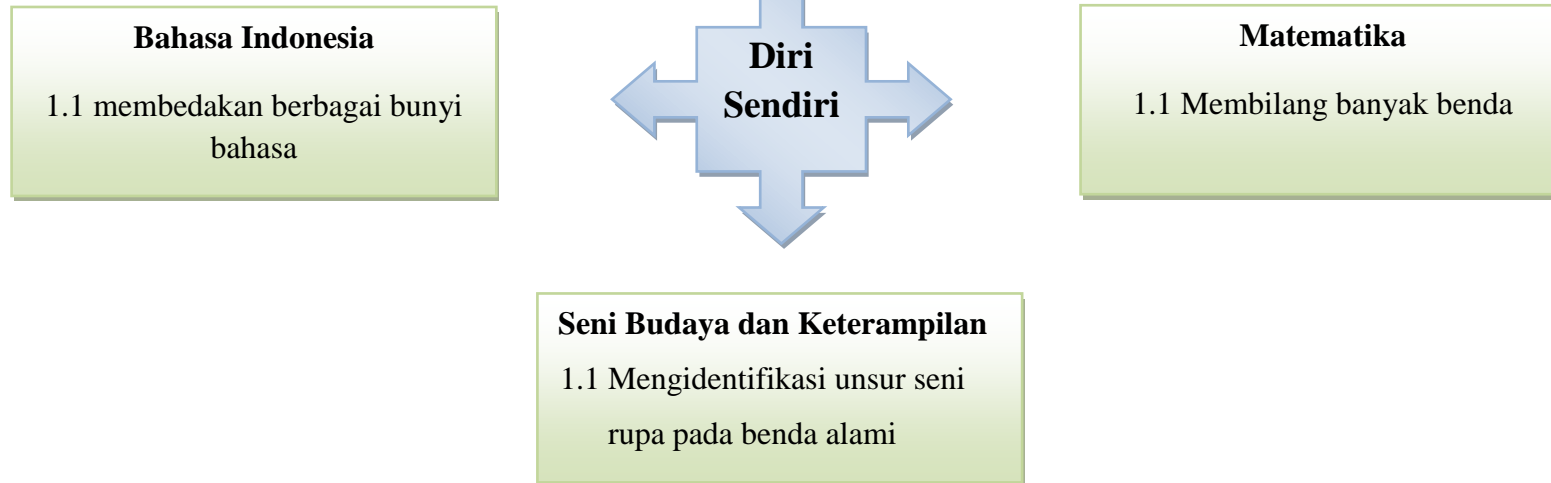 Bahasa Indonesia
1.1 membedakan berbagai bunyi
bahasa
Diri
Sendiri
Matematika
1.1 Membilang banyak benda
Seni Budaya dan Keterampilan
1.1 Mengidentifikasi unsur seni
rupa pada benda alami